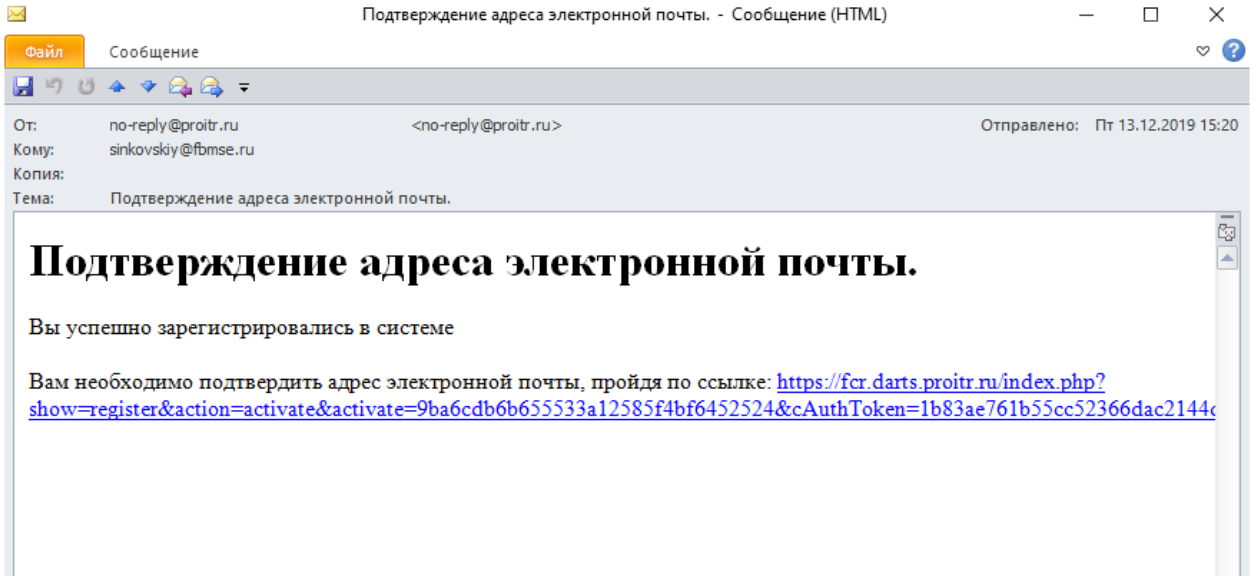 Подтверждение адреса электронной почты. - Сообщение (HTML)
Файл Сообщение
От: no-reply@proitr.ru <no-reply@proitr.ru> Отправлено: Пт 13.12.2019 15:20
Кому: sinkovskiy@fbmse.ru
Копия:
Тема: Подтверждение адреса электронной почты.
Подтверждение адреса электронной почты.
Вы успешно зарегистрировались в системе
Вам необходимо подтвердить адрес электронной почты, пройдя по ссылке: https://fcr.darts.proitr.ru/index.php?
show=register&action=activate&activate=9ba6cdb6b655533a12585f4bf6452524&cAuthToken=1b83ae761b55cc52366dac2144